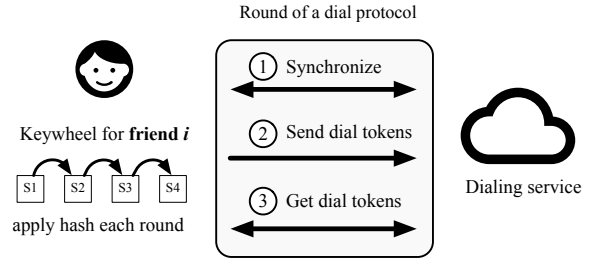 Round of a dial protocol
1 Synchronize
Keywheel for friend i
2 Send dial tokens
S1 S2 S3 S4
Dialing service
3 Get dial tokens
apply hash each round